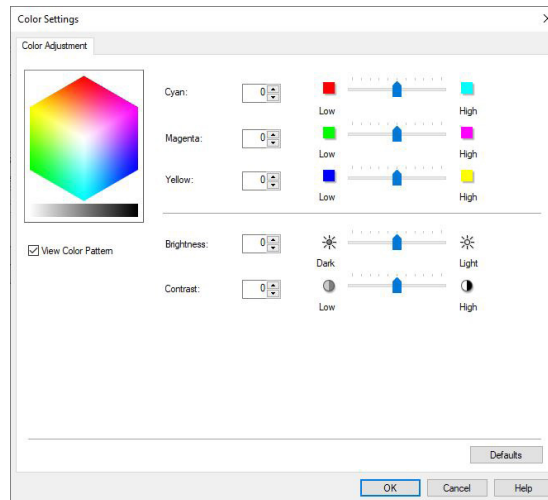 Color Settings
Color Adjustment
Cyan: 0
Low High
Magenta: 0
Low High
Yellow: 0
Low High
View Color Pattern
Brightness: 0
Dark Light
Contrast: 0
Low High
Defaults
OK Cancel Help